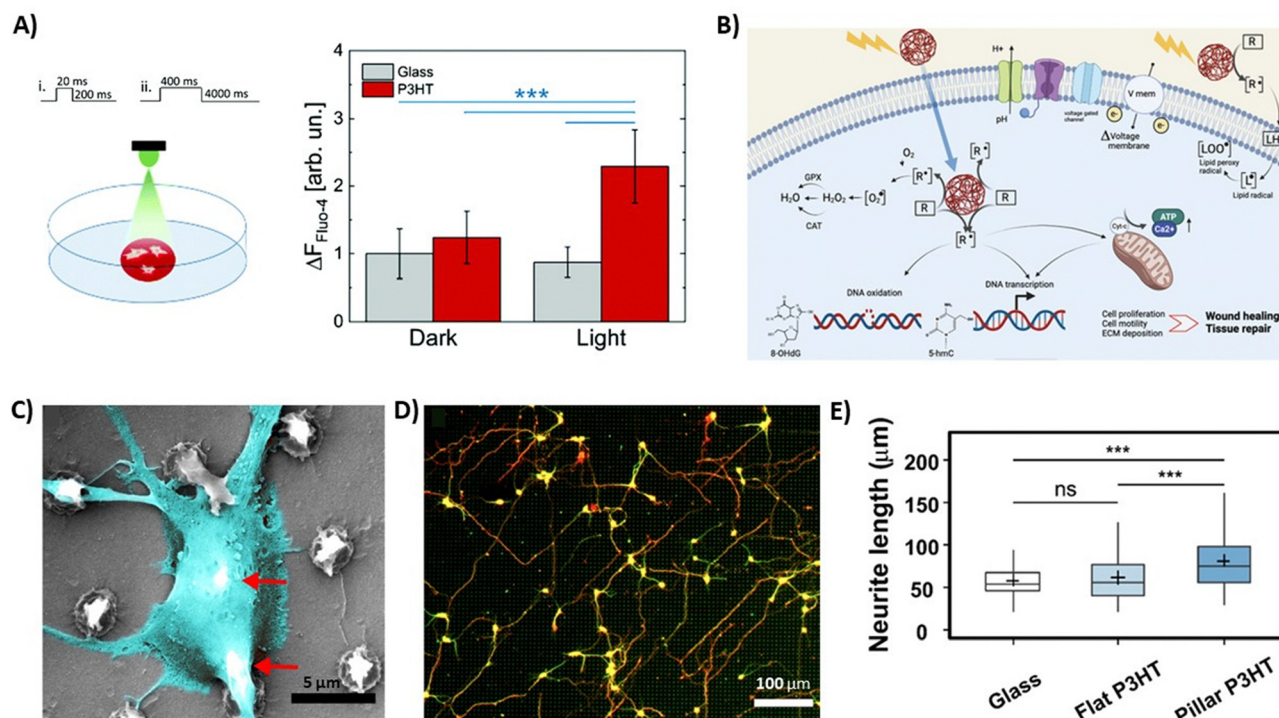 A)
i. 20 ms 200 ms
ii. 400 ms 4000 ms
ΔF Fluo-4 [arb. un.]
4
3
2
1
0
Glass
P3HT
***
Dark
Light
B)
H+
pH
voltage gated
channel
V mem
e-
e-
Δ Voltage
membrane
R
[R•]
LH
[LOO•]
Lipid peroxy
radical
[L•]
Lipid radical
O2
[R•]
[R•]
GPX
H2O
H2O2
[O2•]
CAT
R
R
[R•]
Cyt-c
ATP
Ca2+
DNA oxidation
DNA transcription
8-OHdG
5-hmC
Cell proliferation
Cell motility
ECM deposition
Wound healing
Tissue repair
C)
5 μm
D)
100 μm
E)
Neurite length (μm)
200
150
100
50
0
***
ns
***
Glass
Flat P3HT
Pillar P3HT